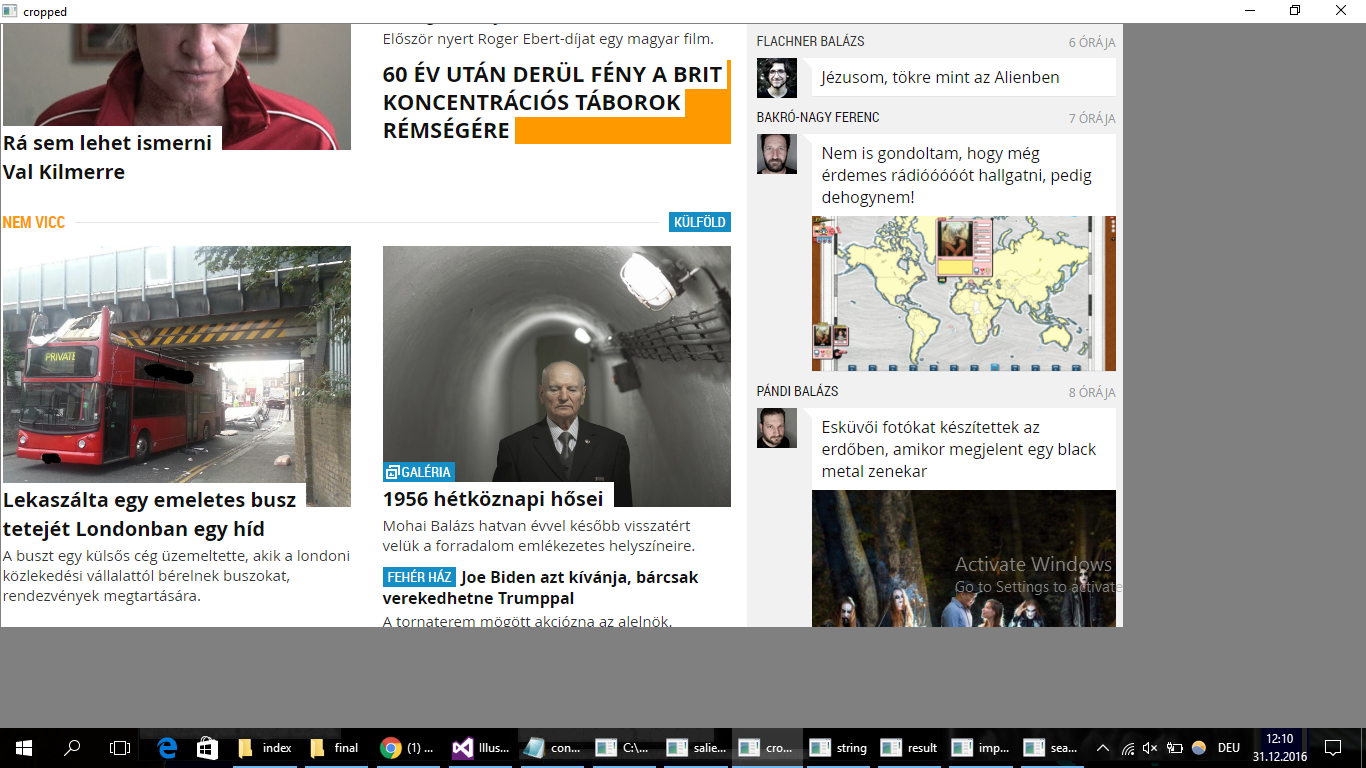 cropped
Először nyert Roger Ebert-díjat egy magyar film.
60 ÉV UTÁN DERÜL FÉNY A BRIT
KONCENTRÁCIÓS TÁBOROK
RÉMSÉGÉRE
Rá sem lehet ismerni
Val Kilmerre
NEM VICC
KÜLFÖLD
PRIVATE
Lekaszálta egy emeletes busz
tetejét Londonban egy híd
A buszt egy külsős cég üzemeltette, akik a londoni
közlekedési vállalattól bérelnek buszokat,
rendezvények megtartására.
GALÉRIA
1956 hétköznapi hősei
Mohai Balázs hatvan évvel később visszatért
velük a forradalom emlékezetes helyszíneire.
FEHÉR HÁZ Joe Biden azt kívánja, bárcsak
verekedhetne Trumppal
A tornaterem mögött akciózna az alelnök.
FLACHNER BALÁZS 6 ÓRÁJA
Jézusom, tökre mint az Alienben
BAKRÓ-NAGY FERENC 7 ÓRÁJA
Nem is gondoltam, hogy még
érdemes rádióóóóót hallgatni, pedig
dehogynem!
PÁNDI BALÁZS 8 ÓRÁJA
Esküvői fotókat készítettek az
erdőben, amikor megjelent egy black
metal zenekar
Activate Windows
Go to Settings to activate
index
final
(1) ...
Illus...
con...
C:\...
salie...
cro...
string
result
imp...
sea...
DEU
12:10
31.12.2016